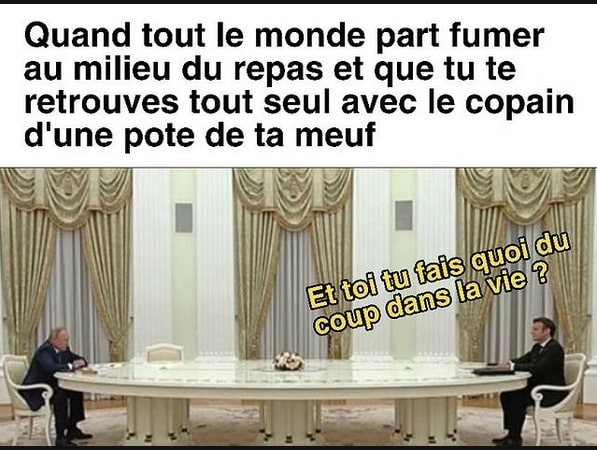 Quand tout le monde part fumer
au milieu du repas et que tu te
retrouves tout seul avec le copain
d'une pote de ta meuf
Et toi tu fais quoi du
coup dans la vie ?